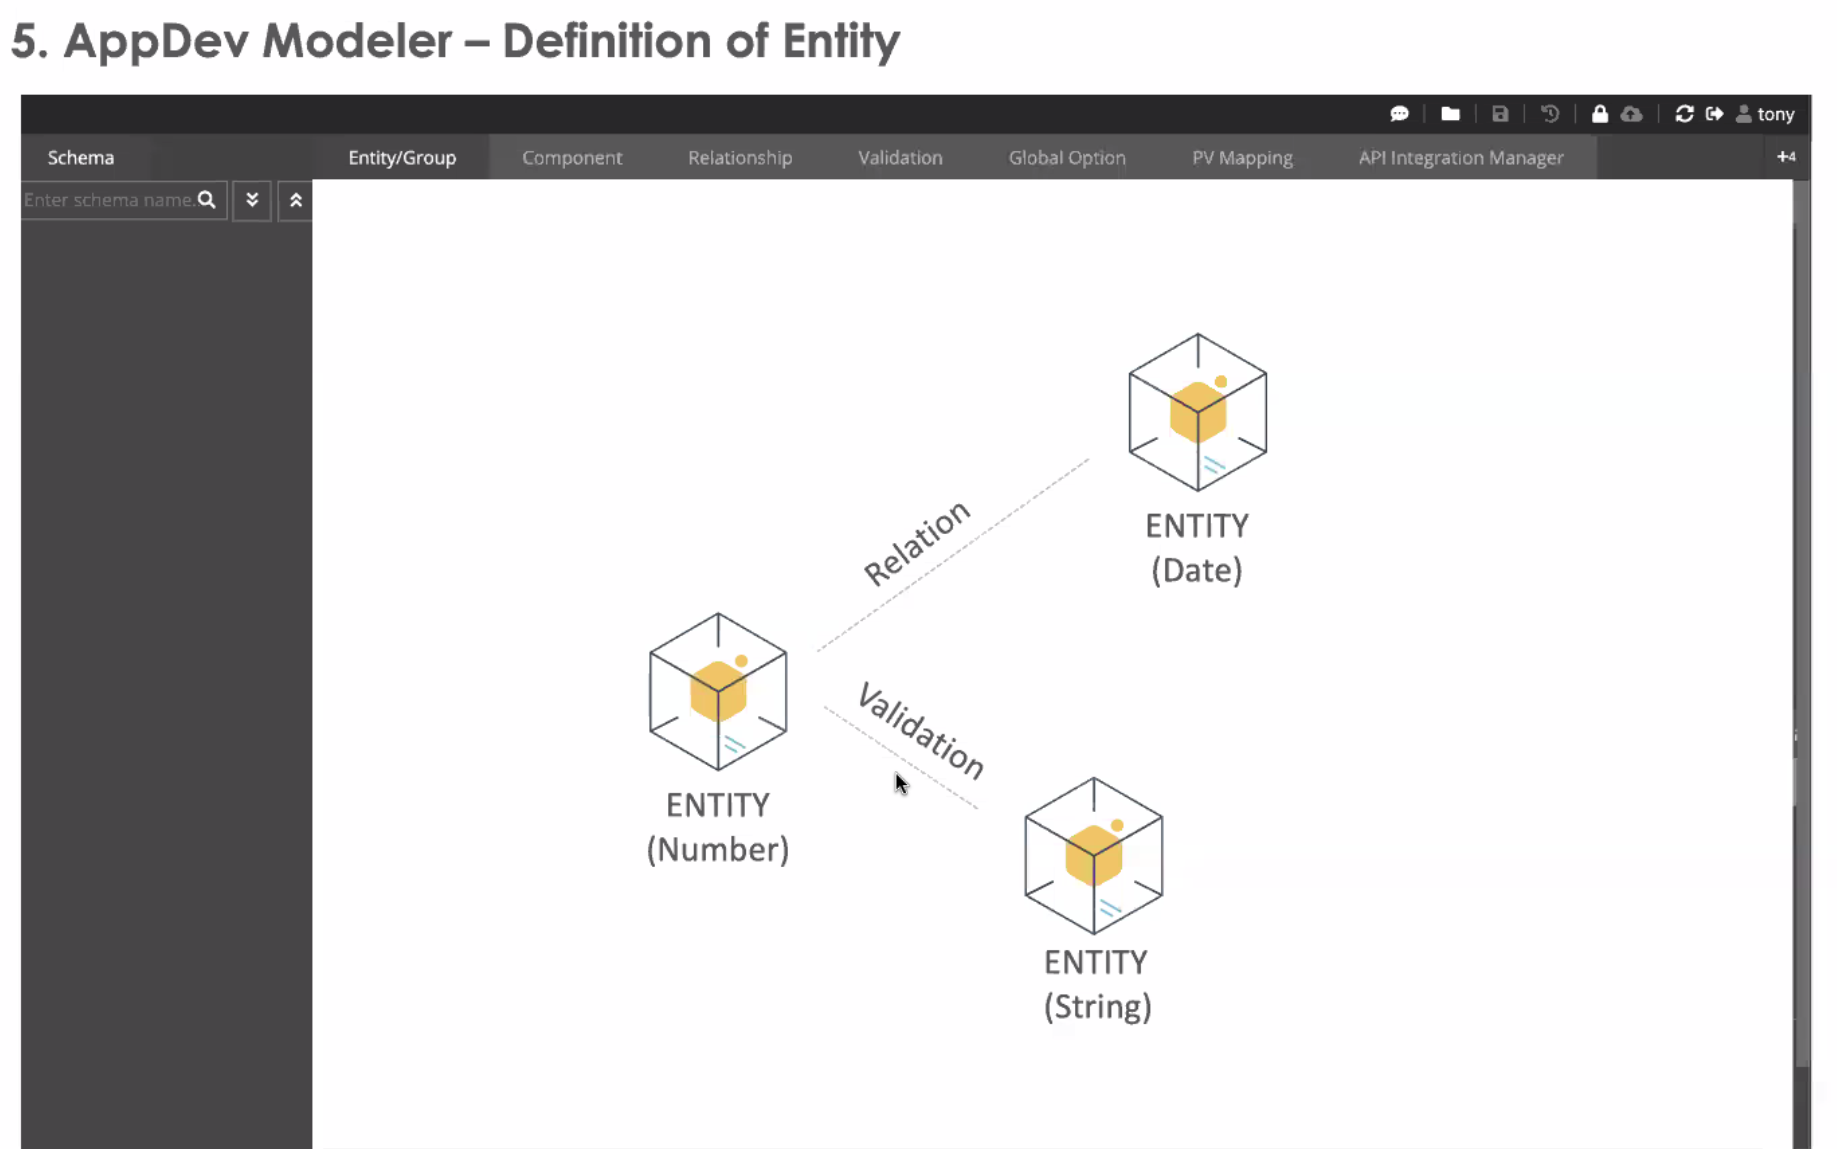 5. AppDev Modeler – Definition of Entity
tony
Schema
Entity/Group
Component
Relationship
Validation
Global Option
PV Mapping
API Integration Manager
+4
Enter schema name.
ENTITY
(Date)
Relation
Validation
ENTITY
(Number)
ENTITY
(String)